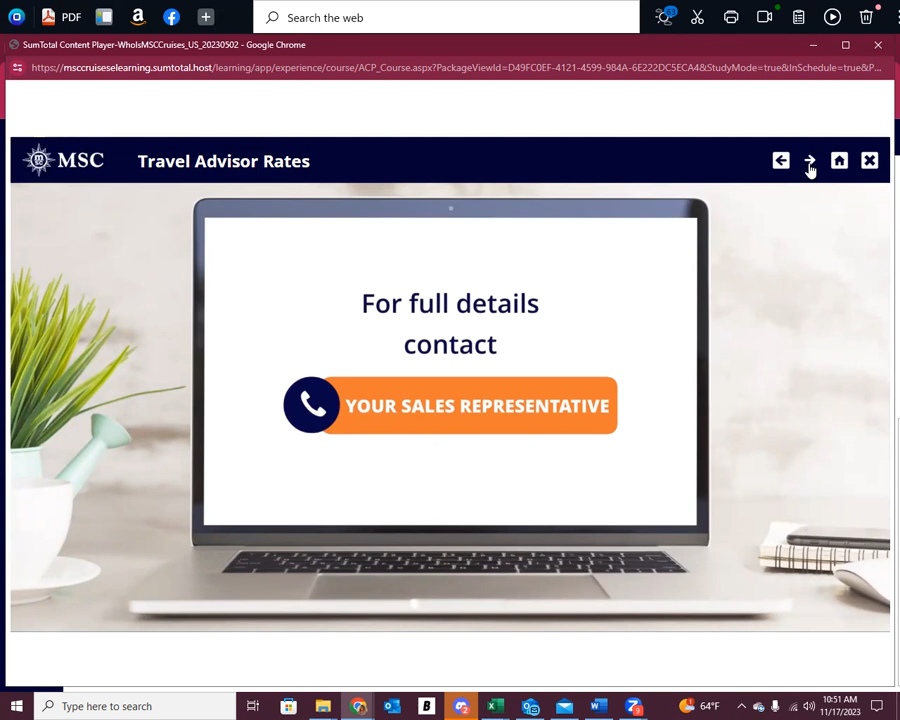 PDF
Search the web
SumTotal Content Player-WhoIsMSCCruises_US_20230502 - Google Chrome
https://msccruiseselearning.sumtotal.host/learning/app/experience/course/ACP_Course.aspx?PackageViewId=D49FC0EF-4121-4599-984A-6E222DC5ECA4&StudyMode=true&InSchedule=true&P...
MSC
Travel Advisor Rates
For full details
contact
YOUR SALES REPRESENTATIVE
Type here to search
64°F
10:51 AM
11/17/2023